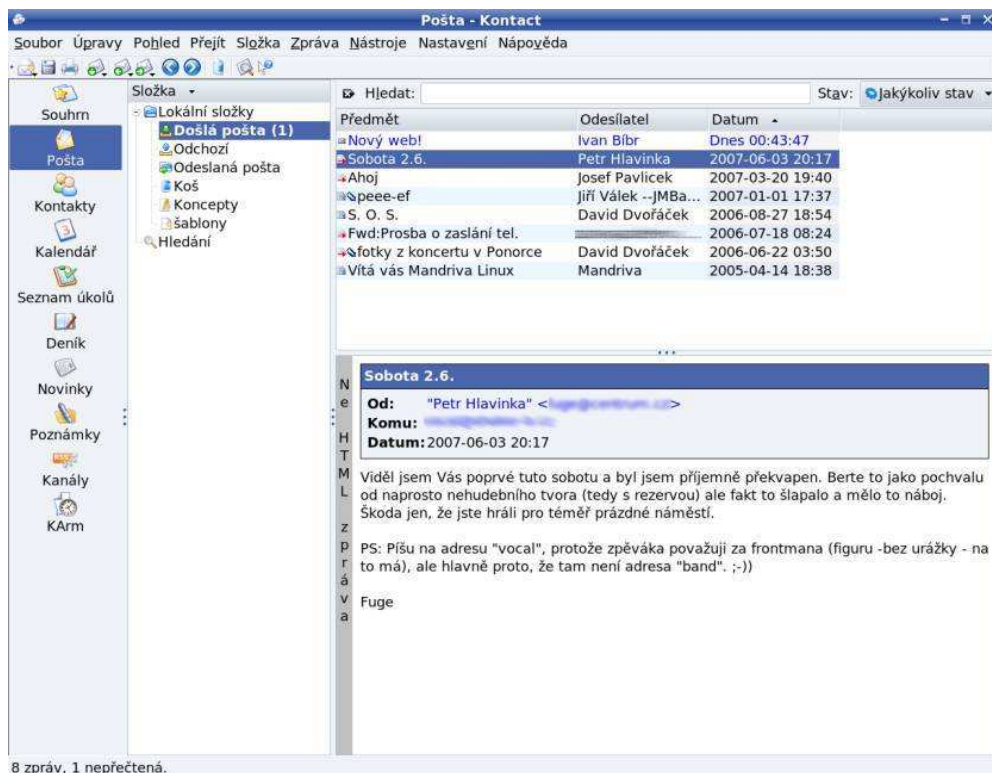 Pošta - Kontact
Soubor Úpravy Pohled Přejít Složka Zpráva Nástroje Nastavení Nápověda
Souhrn
Pošta
Kontakty
3
Kalendář
Seznam úkolů
Deník
Novinky
Poznámky
Kanály
KArm
Složka
Lokální složky
Došlá pošta (1)
Odchozí
Odeslaná pošta
Koš
Koncepty
šablony
Hledání
Hledat: Stav: Jakýkoliv stav
Předmět Odesílatel Datum
Nový web! Ivan Bíbr Dnes 00:43:47
Sobota 2.6. Petr Hlavinka 2007-06-03 20:17
Ahoj Josef Pavlicek 2007-03-20 19:40
peee-ef Jiří Válek --JMBa... 2007-01-01 17:37
S. O. S. David Dvořáček 2006-08-27 18:54
Fwd:Prosba o zaslání tel. 2006-07-18 08:24
fotky z koncertu v Ponorce David Dvořáček 2006-06-22 03:50
Vítá vás Mandriva Linux Mandriva 2005-04-14 18:38
Ne HTML zpráva
Sobota 2.6.
Od: "Petr Hlavinka" < >
Komu:
Datum: 2007-06-03 20:17
Viděl jsem Vás poprvé tuto sobotu a byl jsem příjemně překvapen. Berte to jako pochvalu
od naprosto nehudebního tvora (tedy s rezervou) ale fakt to šlapalo a mělo to náboj.
Škoda jen, že jste hráli pro téměř prázdné náměstí.
PS: Píšu na adresu "vocal", protože zpěváka považuji za frontmana (figuru -bez urážky - na
to má), ale hlavně proto, že tam není adresa "band". ;-))
Fuge
8 zpráv, 1 nepřečtená.